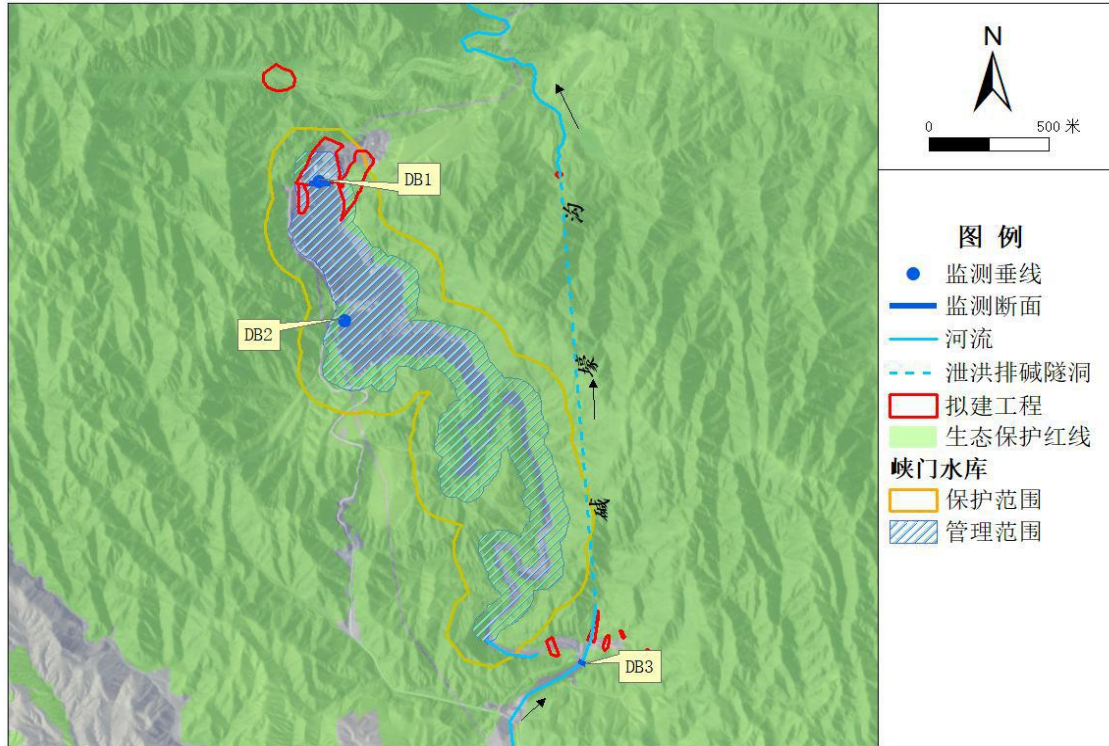 N
0 500 米
图 例
监测垂线
监测断面
河流
泄洪排碱隧洞
拟建工程
生态保护红线
峡门水库
保护范围
管理范围
DB1
DB2
DB3
沟
壕
碱